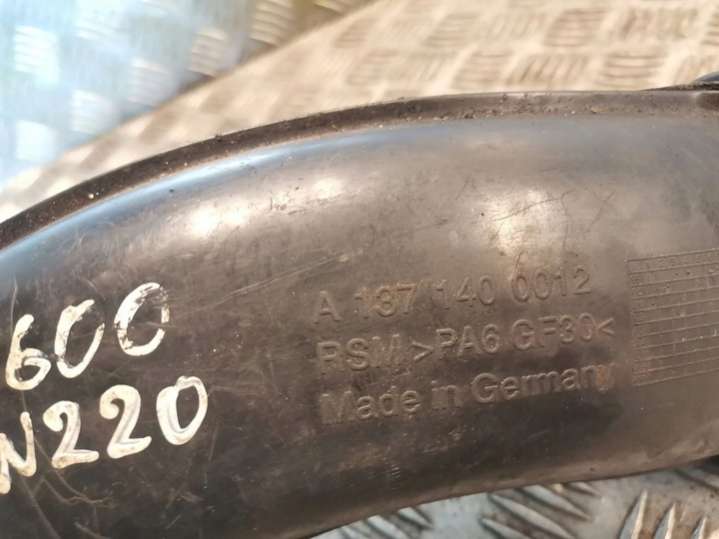 600
N220
A 137 140 0012
RSM >PA6 GF30<
Made in Germany